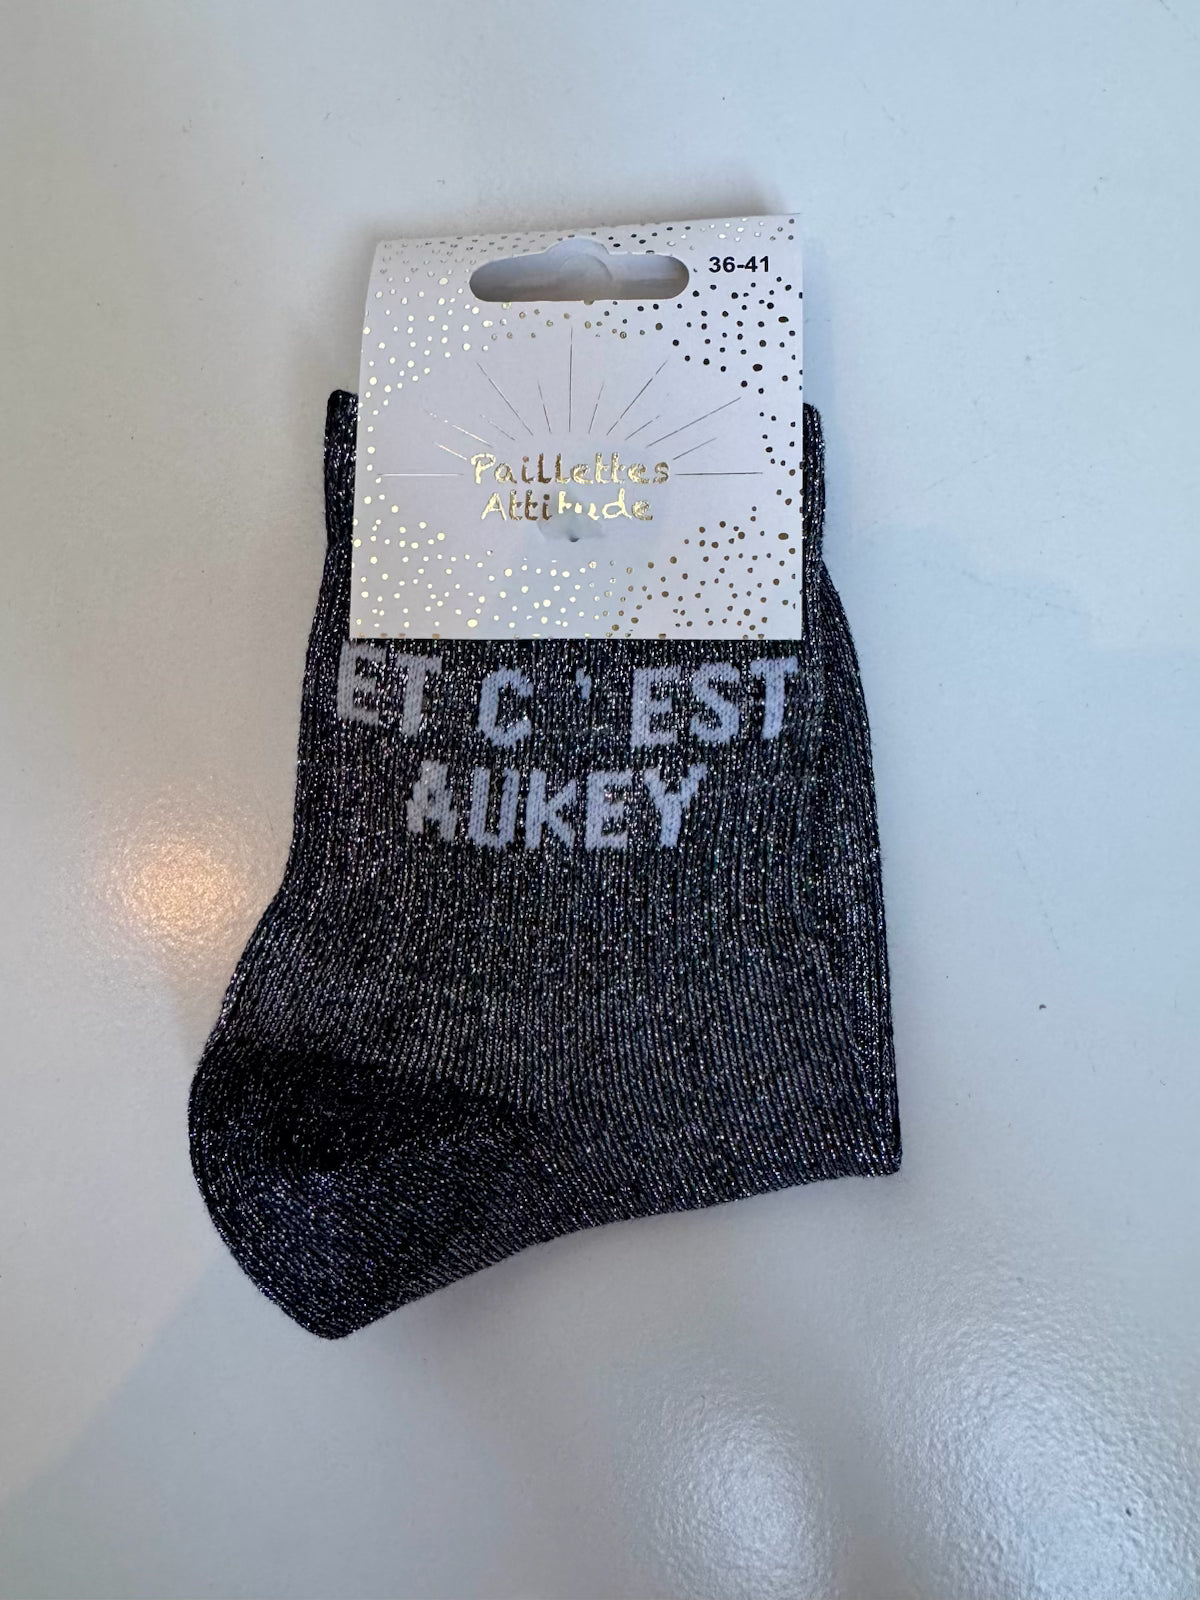 36-41
Paillettes
Attitude
ET C'EST
AUKEY